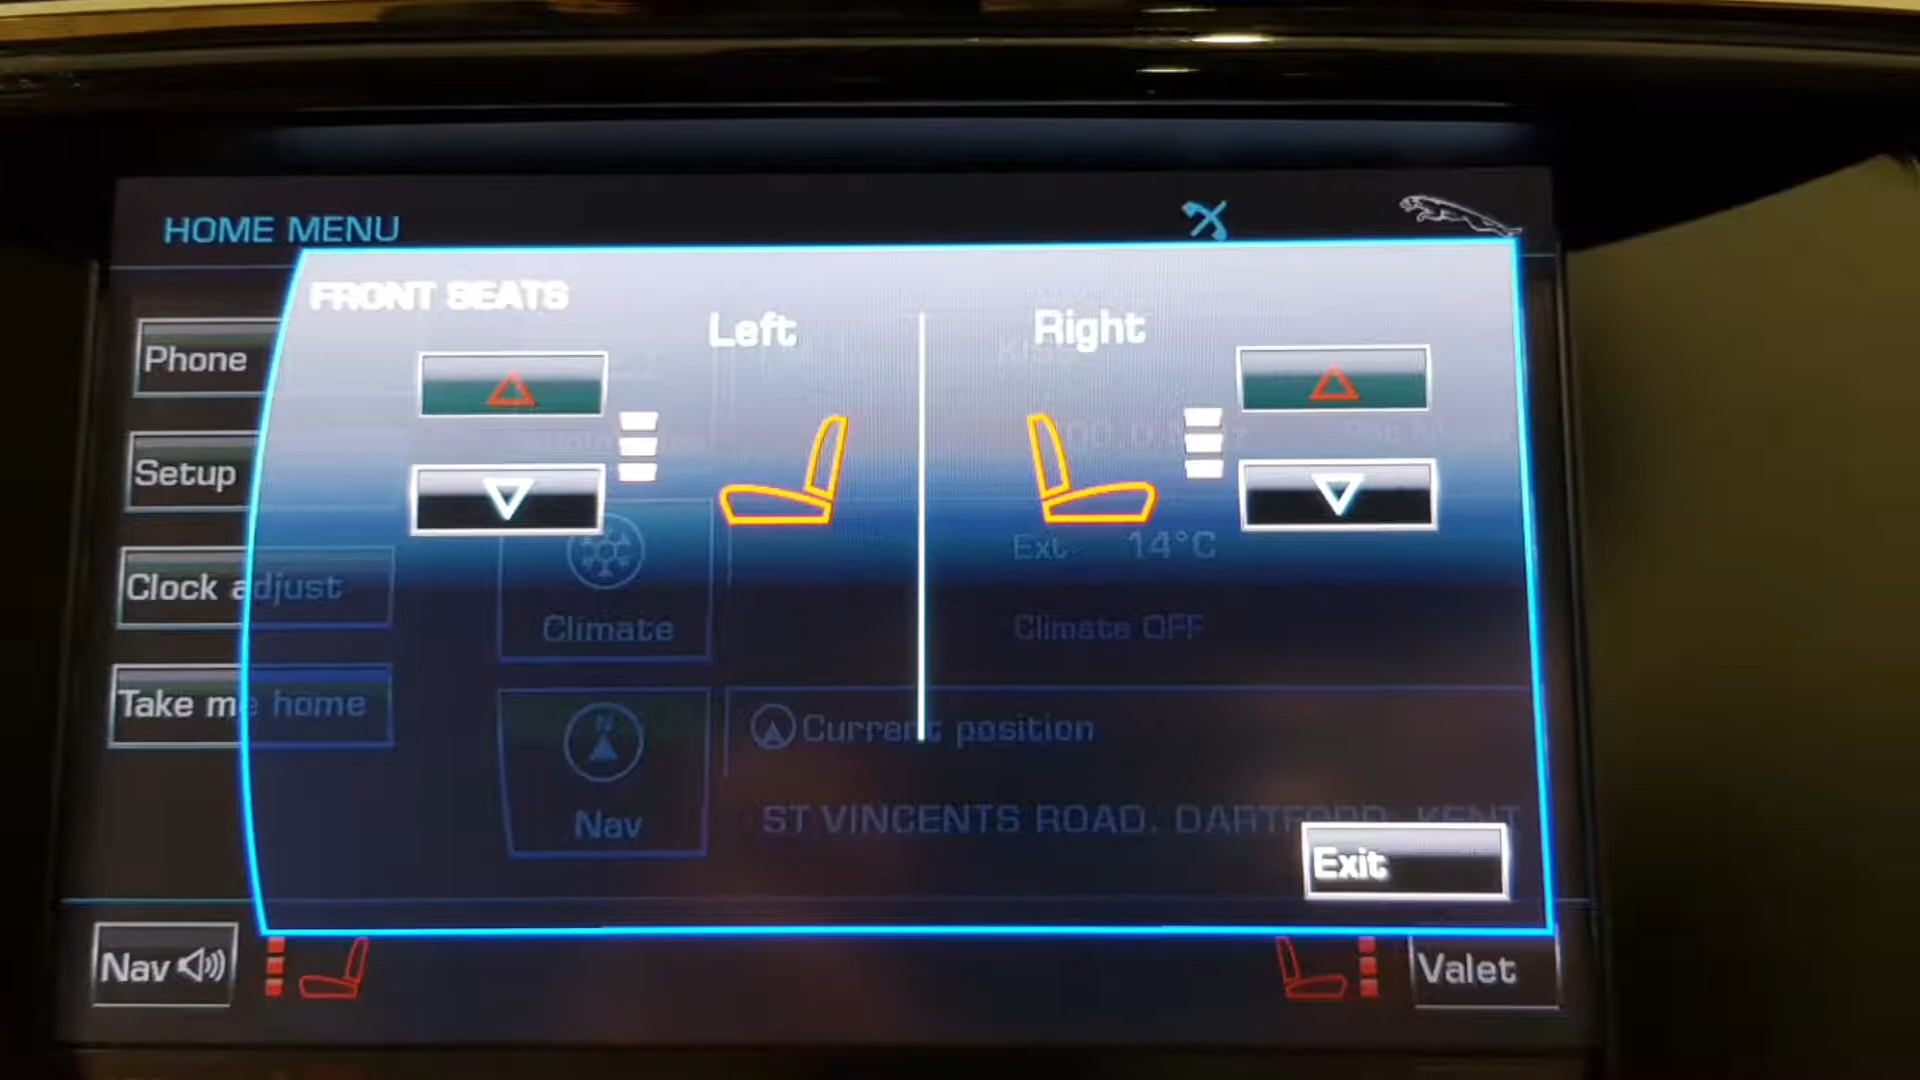 HOME MENU
FRONT SEATS
Left
Right
Phone
Setup
Clock adjust
Ext 14°C
Climate
Climate OFF
Take me home
Current position
N
Nav
ST VINCENTS ROAD, DARTFORD, KENT
Exit
Nav
Valet